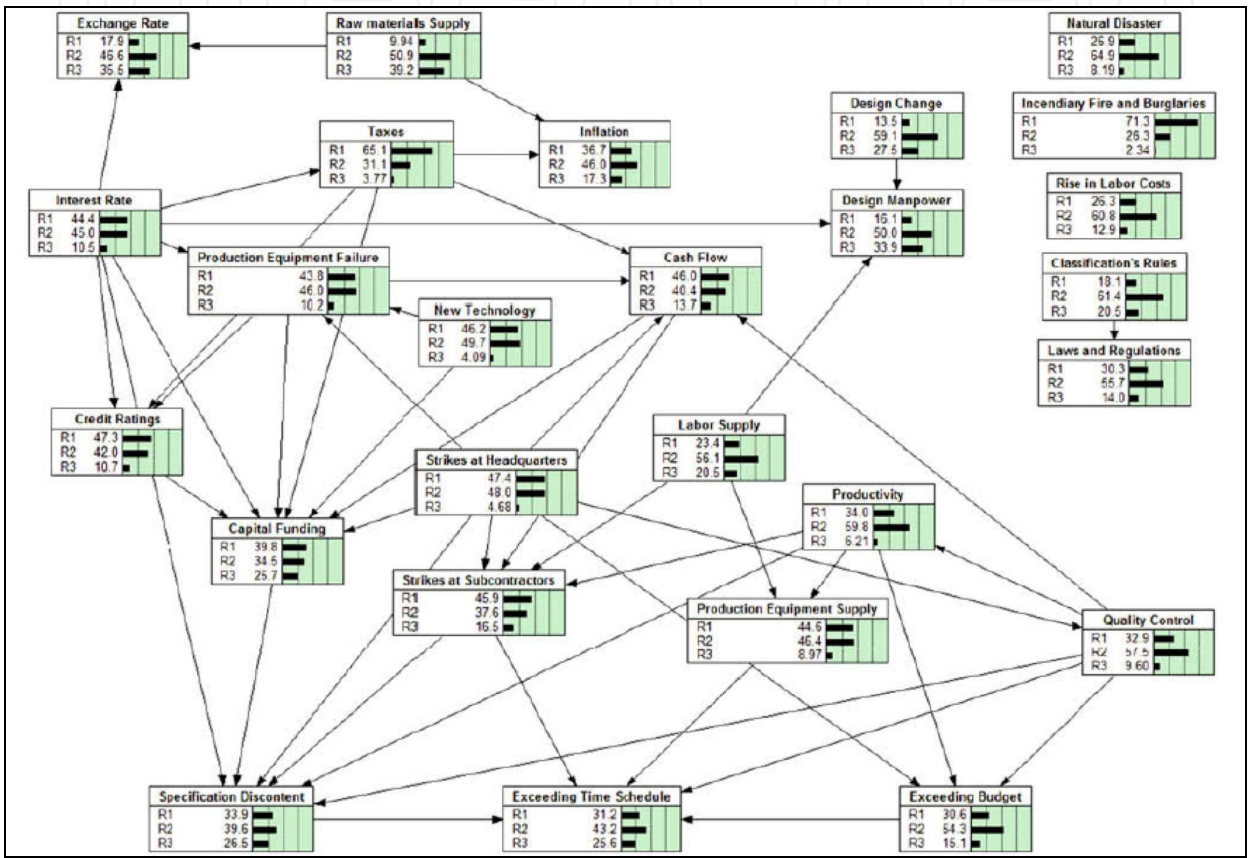 Exchange Rate
R1 17.9
R2 46.6
R3 35.5
Raw materials Supply
R1 9.94
R2 50.9
R3 39.2
Natural Disaster
R1 26.9
R2 64.9
R3 8.19
Design Change
R1 13.5
R2 59.1
R3 27.5
Incendiary Fire and Burglaries
R1 71.3
R2 26.3
R3 2.34
Taxes
R1 65.1
R2 31.1
R3 3.77
Inflation
R1 36.7
R2 46.0
R3 17.3
Interest Rate
R1 44.4
R2 45.0
R3 10.5
Design Manpower
R1 16.1
R2 50.0
R3 33.9
Rise in Labor Costs
R1 26.3
R2 60.8
R3 12.9
Production Equipment Failure
R1 43.8
R2 46.0
R3 10.2
Cash Flow
R1 46.0
R2 40.4
R3 13.7
Classification's Rules
R1 18.1
R2 61.4
R3 20.5
New Technology
R1 46.2
R2 49.7
R3 4.09
Laws and Regulations
R1 30.3
R2 55.7
R3 14.0
Credit Ratings
R1 47.3
R2 42.0
R3 10.7
Labor Supply
R1 23.4
R2 56.1
R3 20.5
Strikes at Headquarters
R1 47.4
R2 48.0
R3 4.68
Productivity
R1 34.0
R2 59.8
R3 6.21
Capital Funding
R1 39.8
R2 34.5
R3 25.7
Strikes at Subcontractors
R1 45.9
R2 37.6
R3 16.5
Production Equipment Supply
R1 44.6
R2 46.4
R3 8.97
Quality Control
R1 32.9
R2 57.5
R3 9.60
Specification Discontent
R1 33.9
R2 39.6
R3 26.5
Exceeding Time Schedule
R1 31.2
R2 43.2
R3 25.6
Exceeding Budget
R1 30.6
R2 54.3
R3 15.1